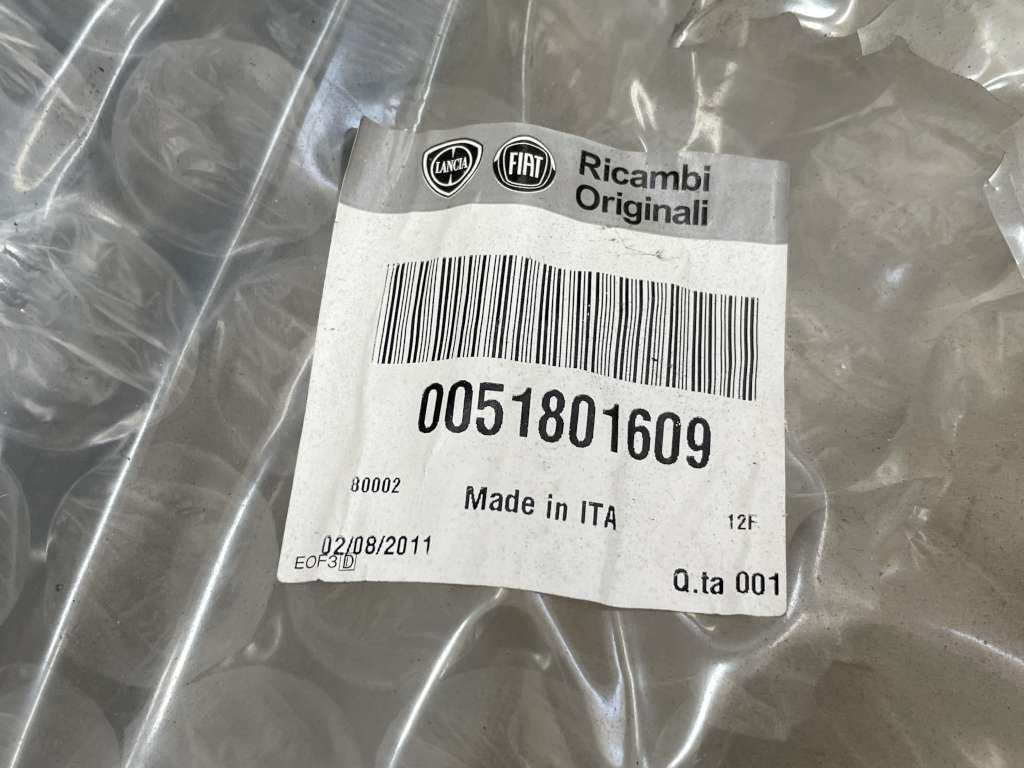 LANCIA FIAT Ricambi
Originali
0051801609
80002 Made in ITA 12F
02/08/2011
EOF3D
Q.ta 001